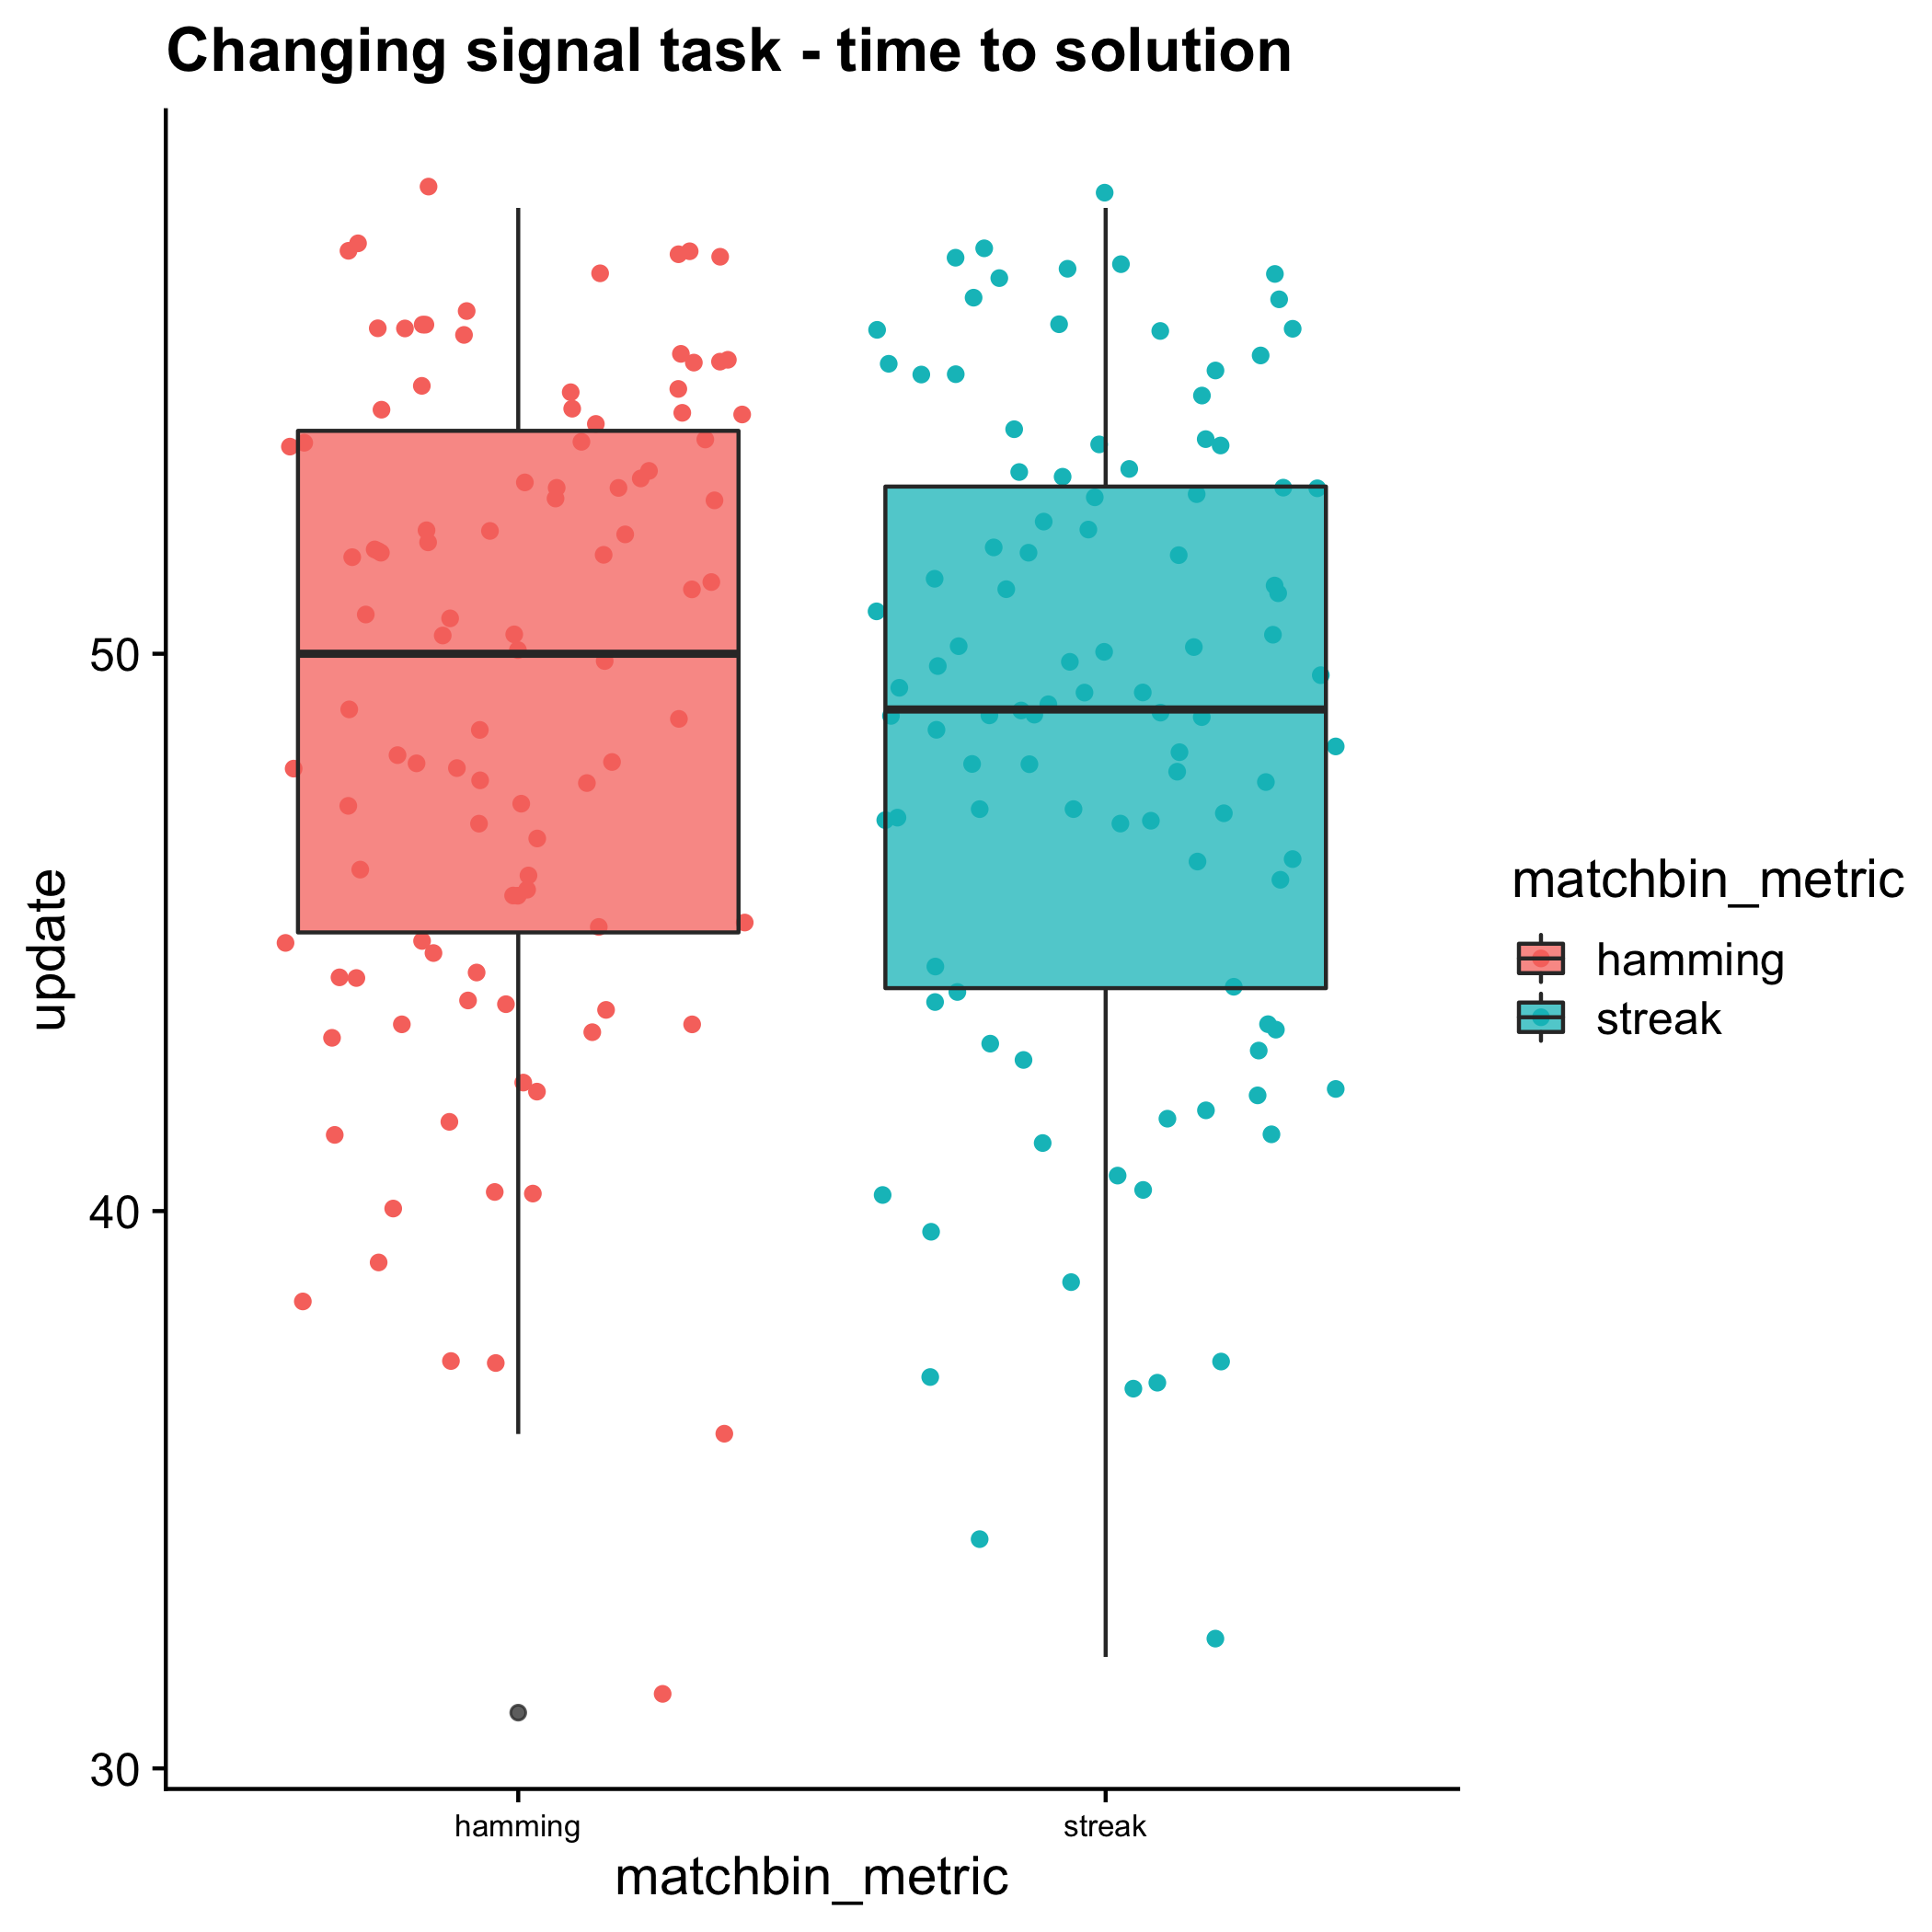 Changing signal task - time to solution
update
50
40
30
hamming
streak
matchbin_metric
matchbin_metric
hamming
streak